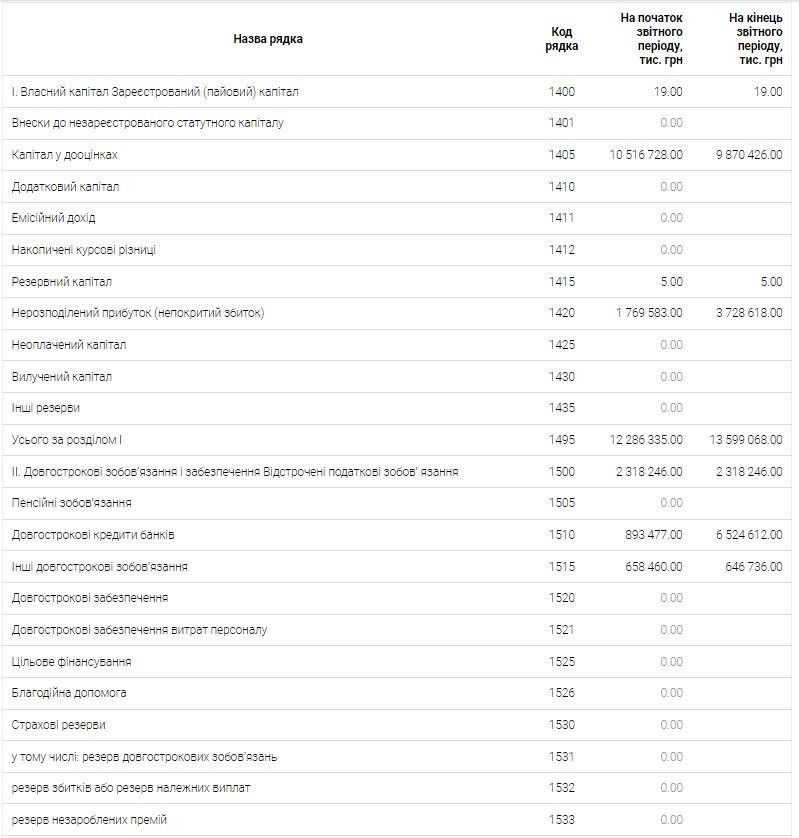 Назва рядка Код рядка На початок звітного періоду, тис. грн На кінець звітного періоду, тис. грн
І. Власний капітал Зареєстрований (пайовий) капітал 1400 19.00 19.00
Внески до незареєстрованого статутного капіталу 1401 0.00
Капітал у дооцінках 1405 10 516 728.00 9 870 426.00
Додатковий капітал 1410 0.00
Емісійний дохід 1411 0.00
Накопичені курсові різниці 1412 0.00
Резервний капітал 1415 5.00 5.00
Нерозподілений прибуток (непокритий збиток) 1420 1 769 583.00 3 728 618.00
Неоплачений капітал 1425 0.00
Вилучений капітал 1430 0.00
Інші резерви 1435 0.00
Усього за розділом І 1495 12 286 335.00 13 599 068.00
ІІ. Довгострокові зобов'язання і забезпечення Відстрочені податкові зобов' язання 1500 2 318 246.00 2 318 246.00
Пенсійні зобов'язання 1505 0.00
Довгострокові кредити банків 1510 893 477.00 6 524 612.00
Інші довгострокові зобов'язання 1515 658 460.00 646 736.00
Довгострокові забезпечення 1520 0.00
Довгострокові забезпечення витрат персоналу 1521 0.00
Цільове фінансування 1525 0.00
Благодійна допомога 1526 0.00
Страхові резерви 1530 0.00
у тому числі: резерв довгострокових зобов'язань 1531 0.00
резерв збитків або резерв належних виплат 1532 0.00
резерв незароблених премій 1533 0.00